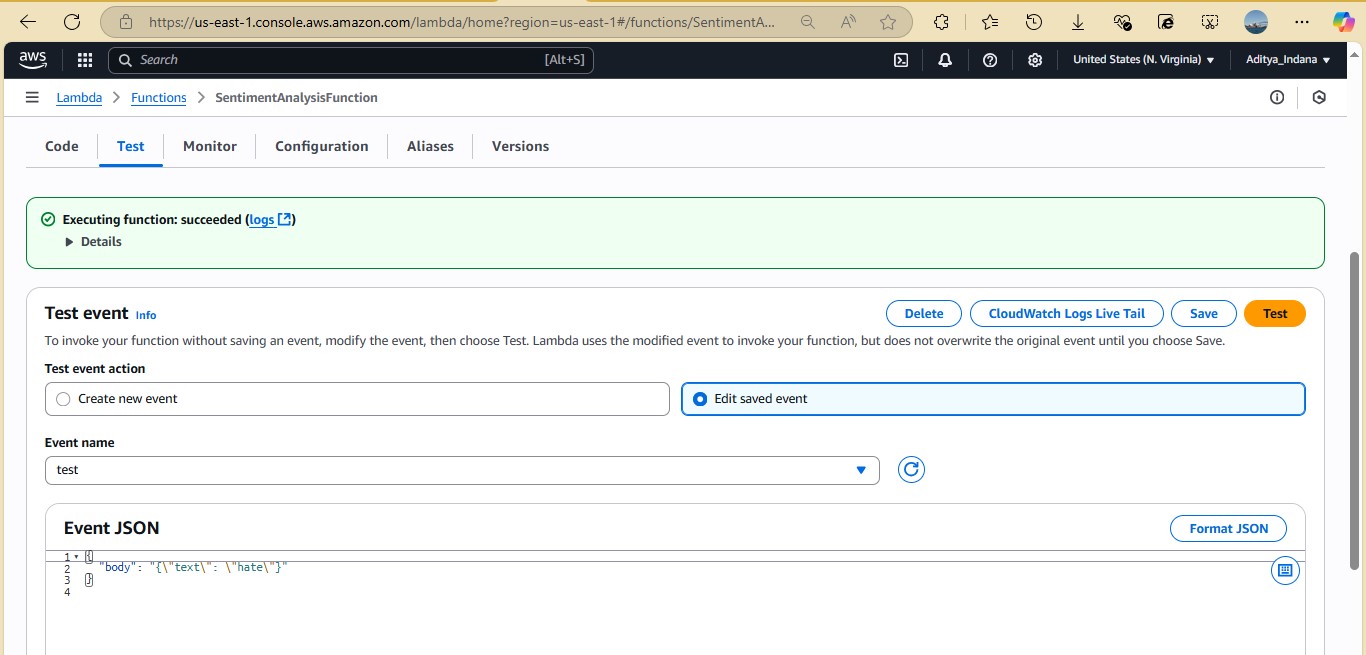 https://us-east-1.console.aws.amazon.com/lambda/home?region=us-east-1#/functions/SentimentA...
aws Search [Alt+S] United States (N. Virginia) Aditya_Indana
Lambda > Functions > SentimentAnalysisFunction
Code Test Monitor Configuration Aliases Versions
Executing function: succeeded (logs)
Details
Test event Info Delete CloudWatch Logs Live Tail Save Test
To invoke your function without saving an event, modify the event, then choose Test. Lambda uses the modified event to invoke your function, but does not overwrite the original event until you choose Save.
Test event action
Create new event Edit saved event
Event name
test
Event JSON Format JSON
1 {
2 "body": "{\"text\": \"hate\"}"
3 }
4